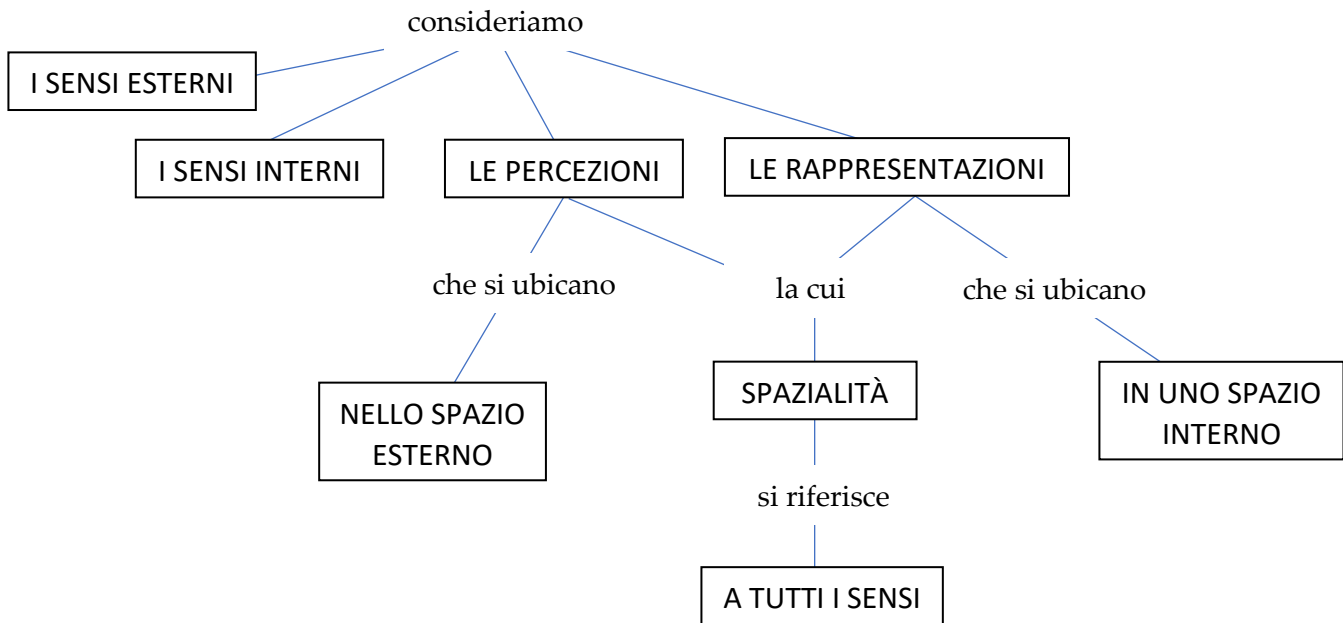 consideriamo
I SENSI ESTERNI
I SENSI INTERNI
LE PERCEZIONI
LE RAPPRESENTAZIONI
che si ubicano
la cui
che si ubicano
NELLO SPAZIO
ESTERNO
SPAZIALITÀ
IN UNO SPAZIO
INTERNO
si riferisce
A TUTTI I SENSI